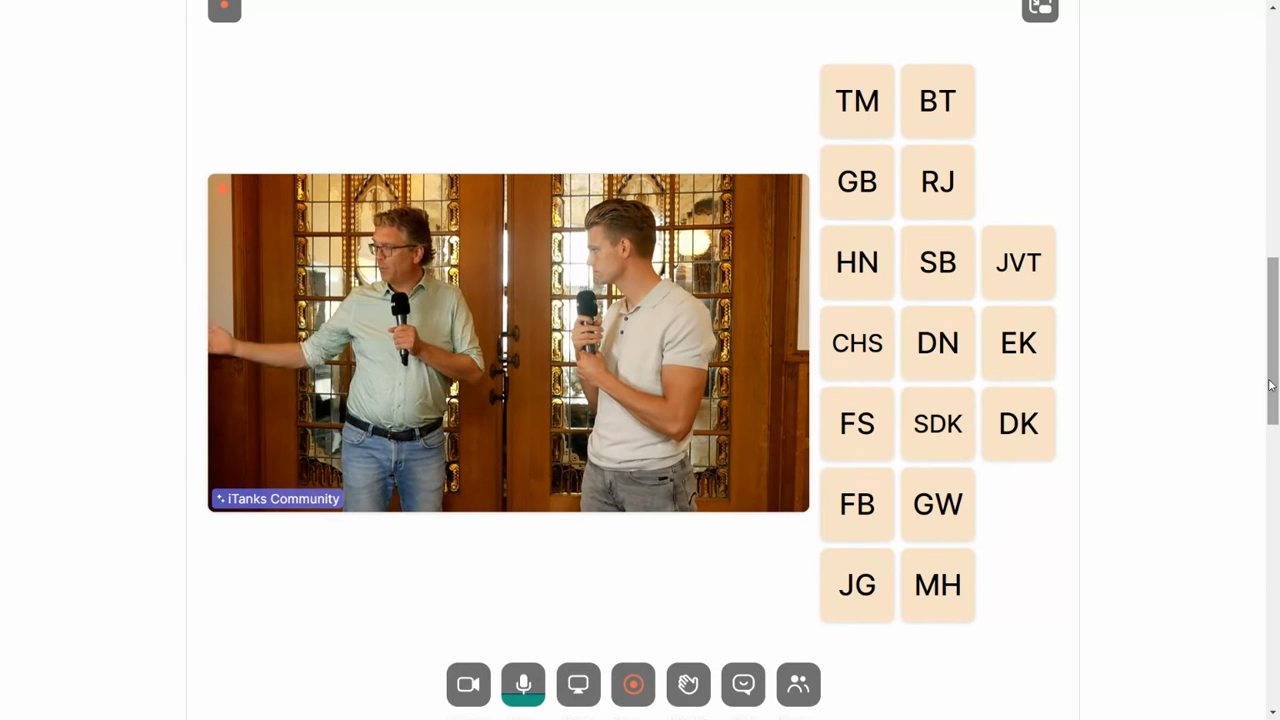 TM BT
GB RJ
HN SB JVT
CHS DN EK
FS SDK DK
iTanks Community
FB GW
JG MH